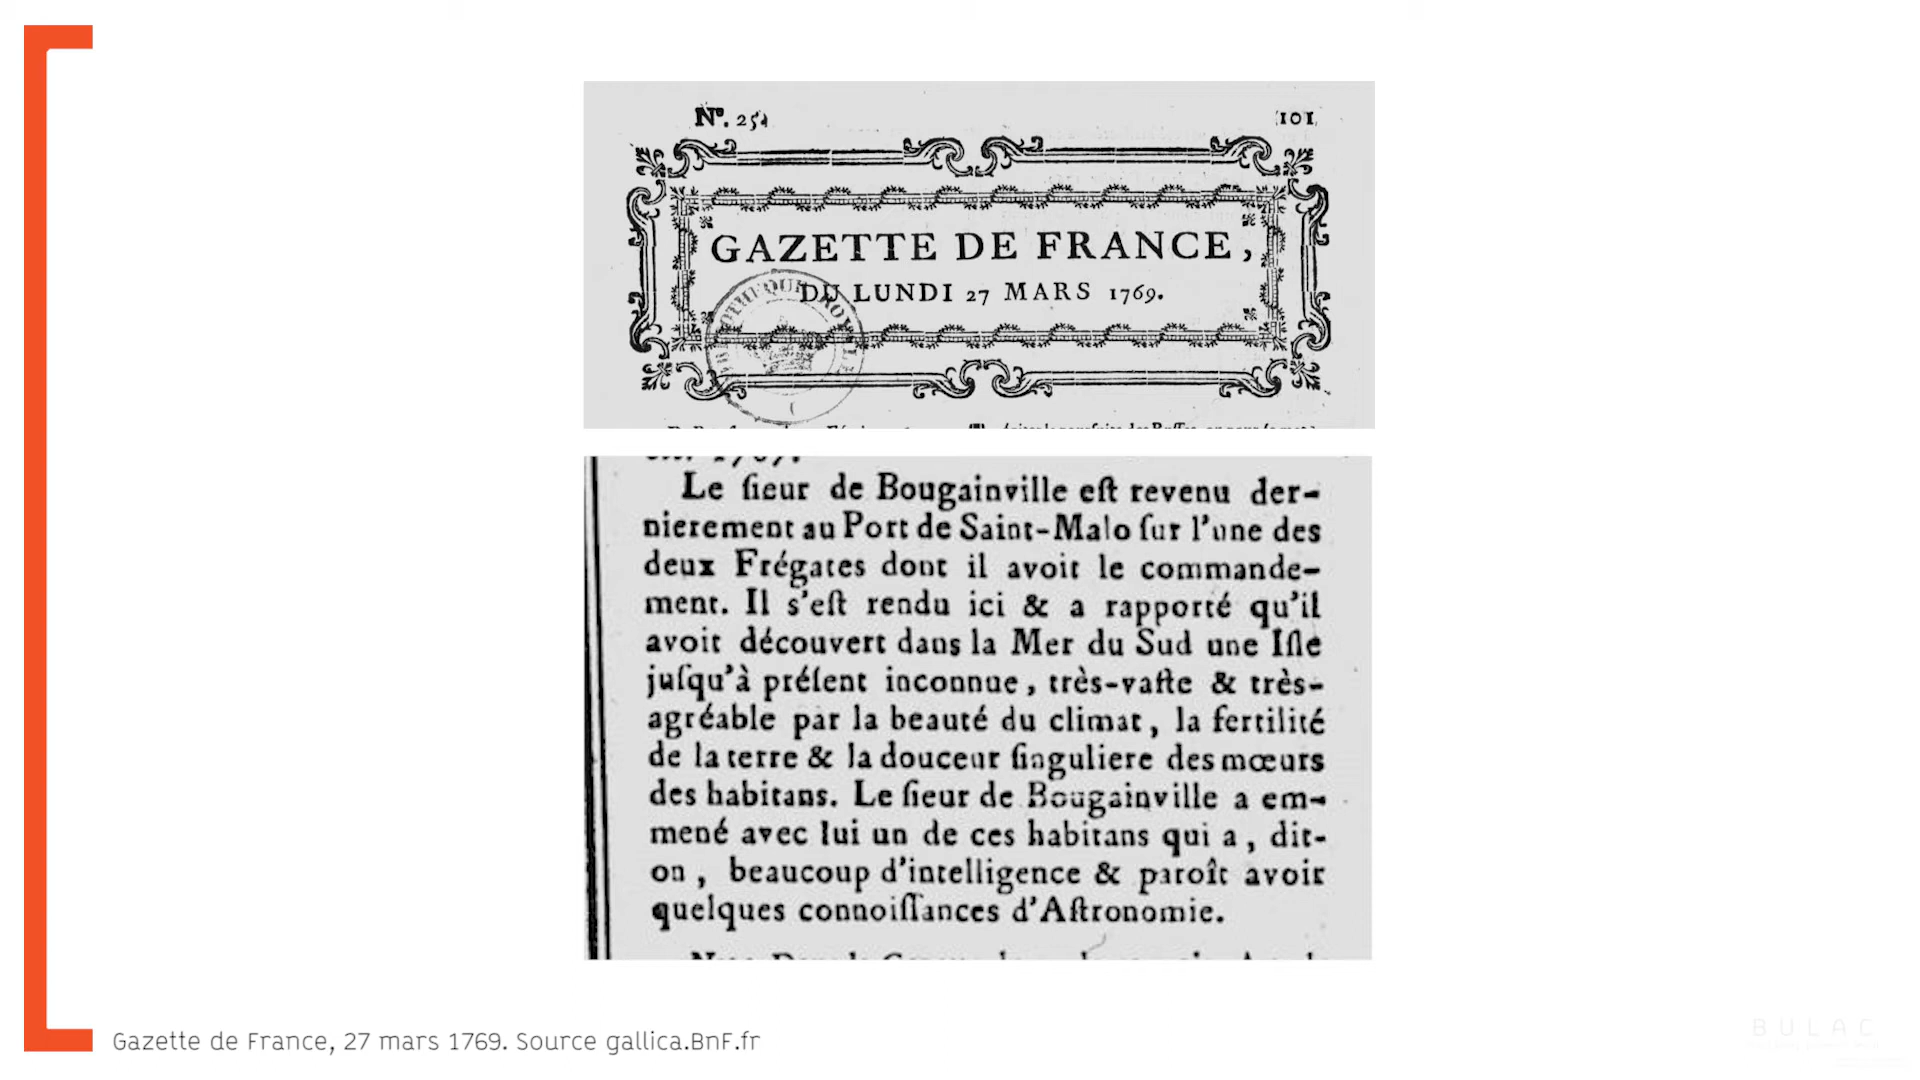 Nº. 25
101
GAZETTE DE FRANCE,
DU LUNDI 27 MARS 1769.
Le ſieur de Bougainville eſt revenu der-
nierement au Port de Saint-Malo ſur l'une des
deux Frégates dont il avoit le commande-
ment. Il s'eſt rendu ici & a rapporté qu'il
avoit découvert dans la Mer du Sud une Iſle
juſqu'à préſent inconnue, très-vaſte & très-
agréable par la beauté du climat, la fertilité
de la terre & la douceur ſinguliere des mœurs
des habitans. Le ſieur de Bougainville a em-
mené avec lui un de ces habitans qui a, dit-
on, beaucoup d'intelligence & paroît avoir
quelques connoiſſances d'Aſtronomie.
Gazette de France, 27 mars 1769. Source gallica.BnF.fr
BULAC